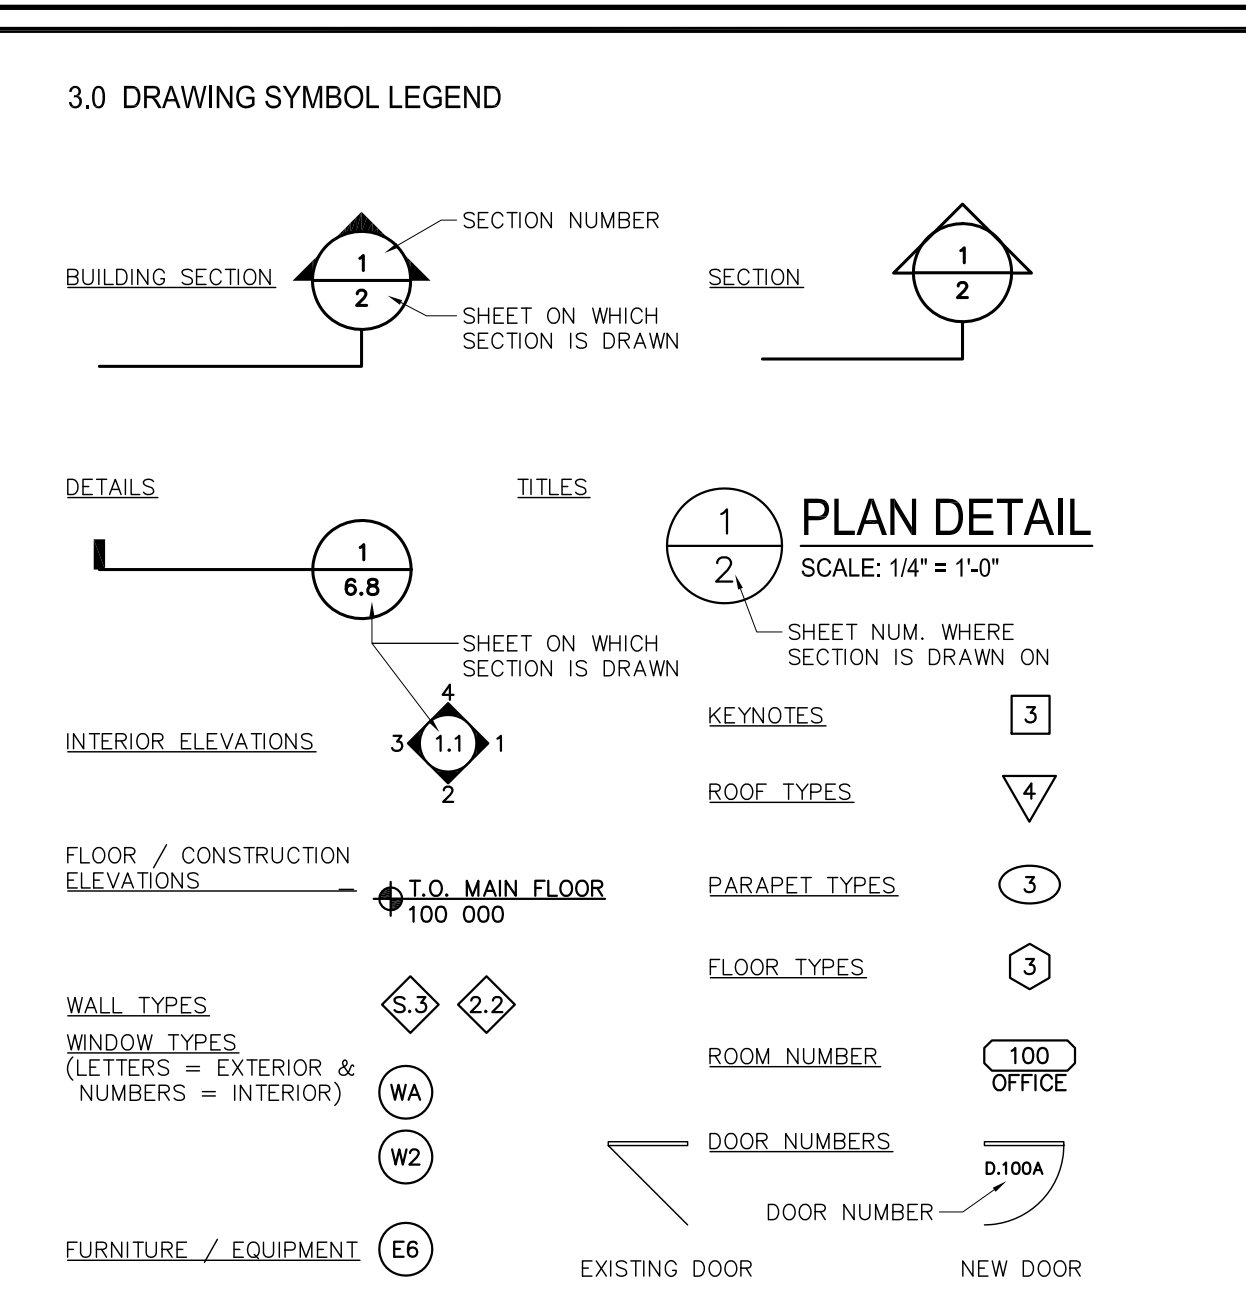 3.0 DRAWING SYMBOL LEGEND
BUILDING SECTION
1
2
SECTION NUMBER
SHEET ON WHICH
SECTION IS DRAWN
SECTION
1
2
DETAILS
1
6.8
SHEET ON WHICH
SECTION IS DRAWN
TITLES
1
2
PLAN DETAIL
SCALE: 1/4" = 1'-0"
SHEET NUM. WHERE
SECTION IS DRAWN ON
INTERIOR ELEVATIONS
4
3 1.1 1
2
KEYNOTES
3
ROOF TYPES
4
FLOOR / CONSTRUCTION
ELEVATIONS
T.O. MAIN FLOOR
100 000
PARAPET TYPES
3
FLOOR TYPES
3
WALL TYPES
S.3 2.2
WINDOW TYPES
(LETTERS = EXTERIOR &
NUMBERS = INTERIOR)
WA
W2
ROOM NUMBER
100
OFFICE
DOOR NUMBERS
D.100A
DOOR NUMBER
EXISTING DOOR
NEW DOOR
FURNITURE / EQUIPMENT
E6